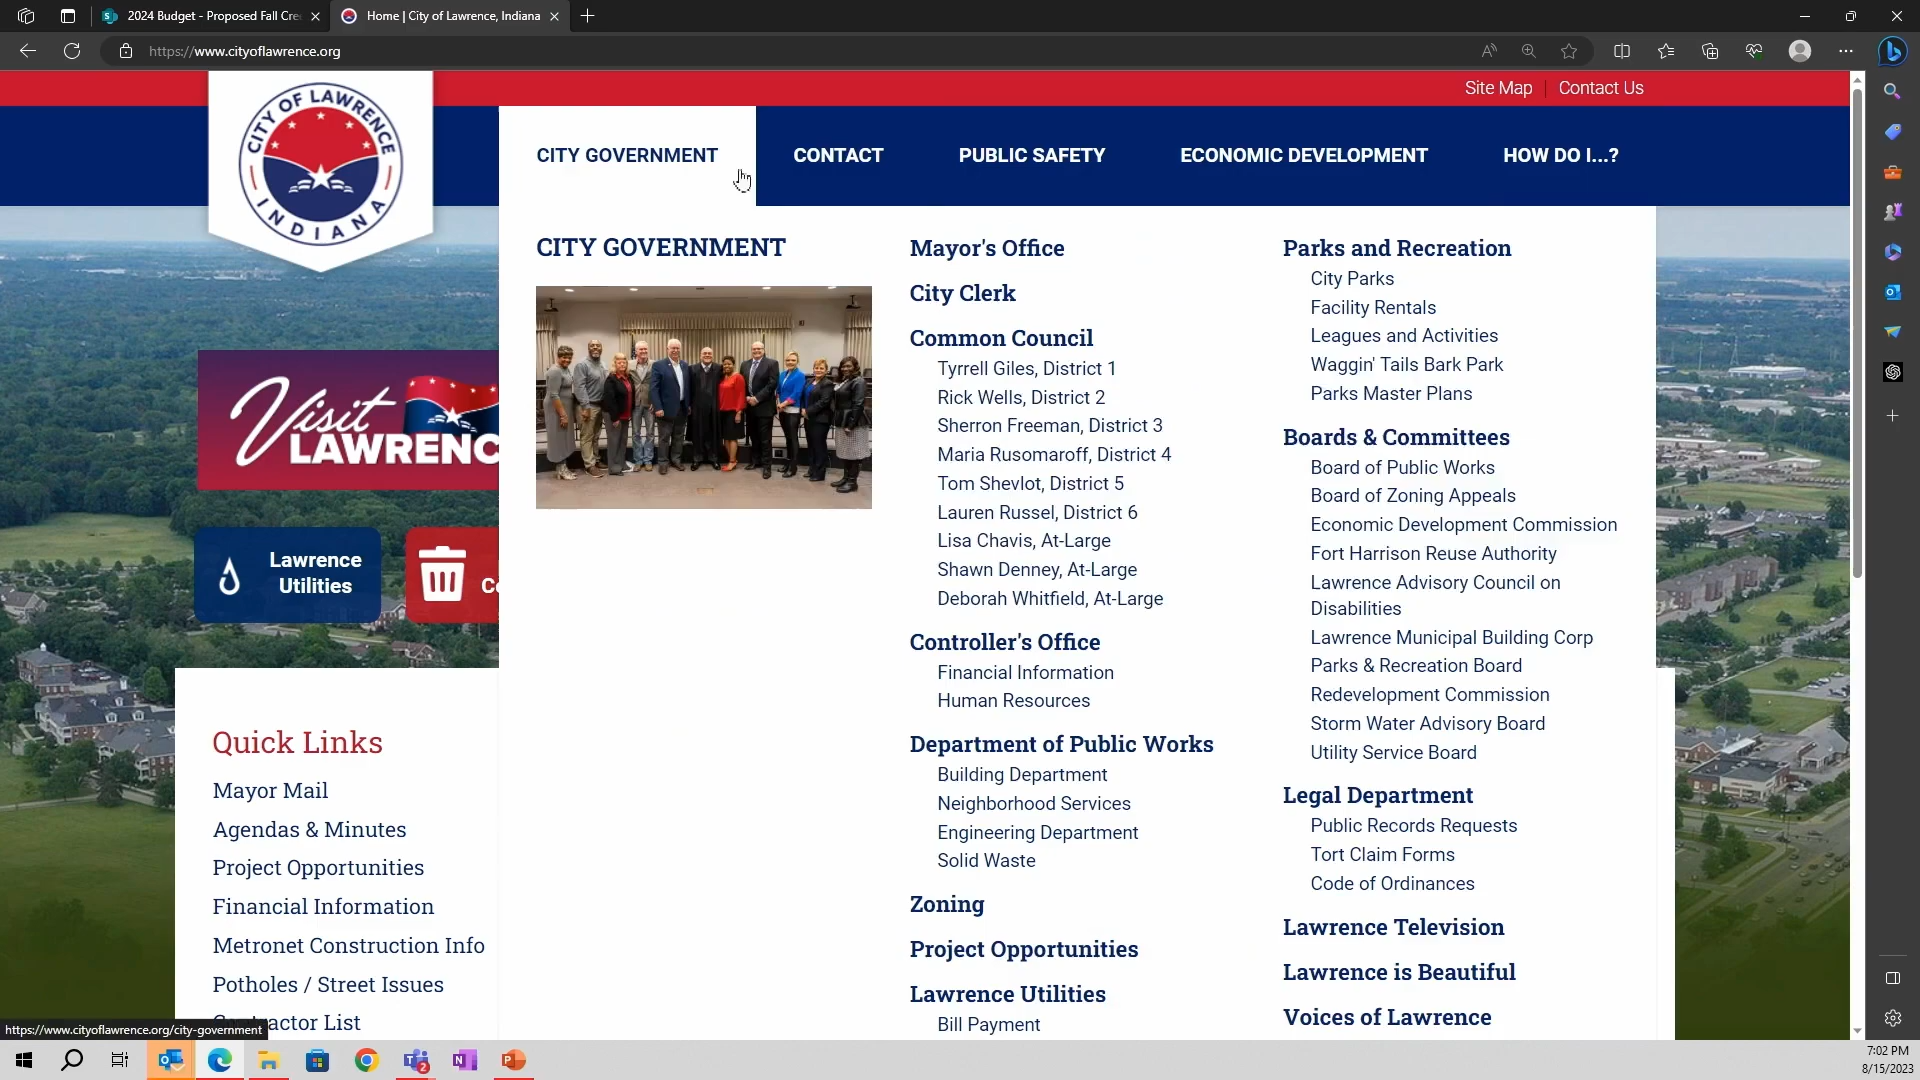 2024 Budget - Proposed Fall Cre
Home | City of Lawrence, Indiana
https://www.cityoflawrence.org
Site Map
Contact Us
CITY OF LAWRENCE
INDIANA
CITY GOVERNMENT
CONTACT
PUBLIC SAFETY
ECONOMIC DEVELOPMENT
HOW DO I...?
Visit
LAWRENC
Lawrence
Utilities
Quick Links
Mayor Mail
Agendas & Minutes
Project Opportunities
Financial Information
Metronet Construction Info
Potholes / Street Issues
CITY GOVERNMENT
Mayor's Office
City Clerk
Common Council
Tyrrell Giles, District 1
Rick Wells, District 2
Sherron Freeman, District 3
Maria Rusomaroff, District 4
Tom Shevlot, District 5
Lauren Russel, District 6
Lisa Chavis, At-Large
Shawn Denney, At-Large
Deborah Whitfield, At-Large
Controller's Office
Financial Information
Human Resources
Department of Public Works
Building Department
Neighborhood Services
Engineering Department
Solid Waste
Zoning
Project Opportunities
Lawrence Utilities
Bill Payment
Parks and Recreation
City Parks
Facility Rentals
Leagues and Activities
Waggin' Tails Bark Park
Parks Master Plans
Boards & Committees
Board of Public Works
Board of Zoning Appeals
Economic Development Commission
Fort Harrison Reuse Authority
Lawrence Advisory Council on
Disabilities
Lawrence Municipal Building Corp
Parks & Recreation Board
Redevelopment Commission
Storm Water Advisory Board
Utility Service Board
Legal Department
Public Records Requests
Tort Claim Forms
Code of Ordinances
Lawrence Television
Lawrence is Beautiful
Voices of Lawrence
https://www.cityoflawrence.org/city-government
7:02 PM
8/15/2023